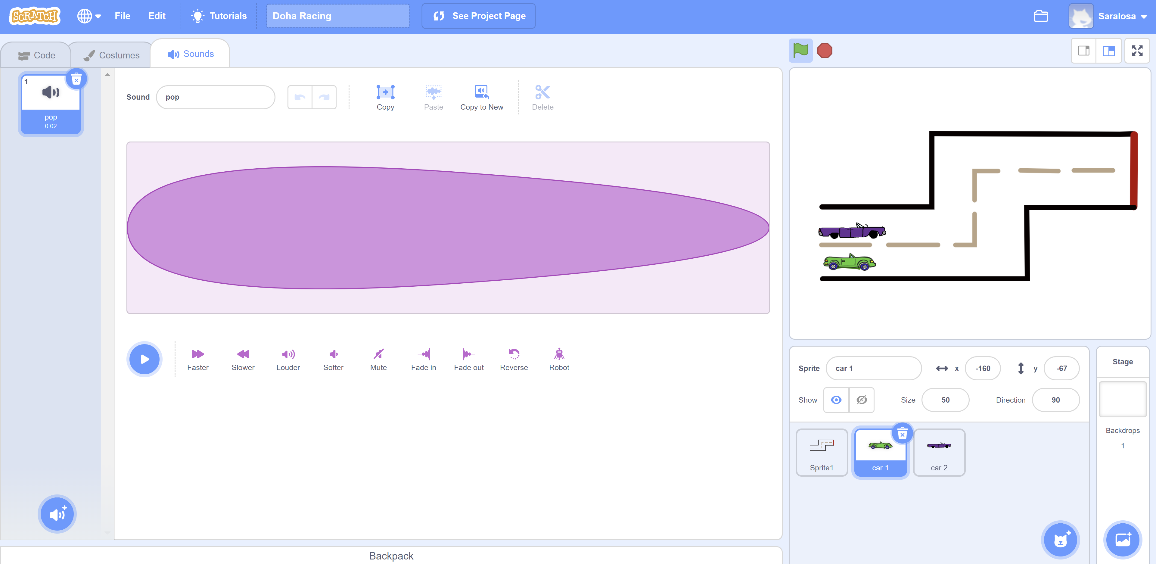 SCRATCH File Edit Tutorials Doha Racing See Project Page Saralosa
Code Costumes Sounds
1
pop
0.02
Sound pop Copy Paste Copy to New Delete
Faster Slower Louder Softer Mute Fade in Fade out Reverse Robot
Sprite car 1 x -160 y -67
Show Size 50 Direction 90
Sprite1 car 1 car 2
Stage
Backdrops
1
Backpack